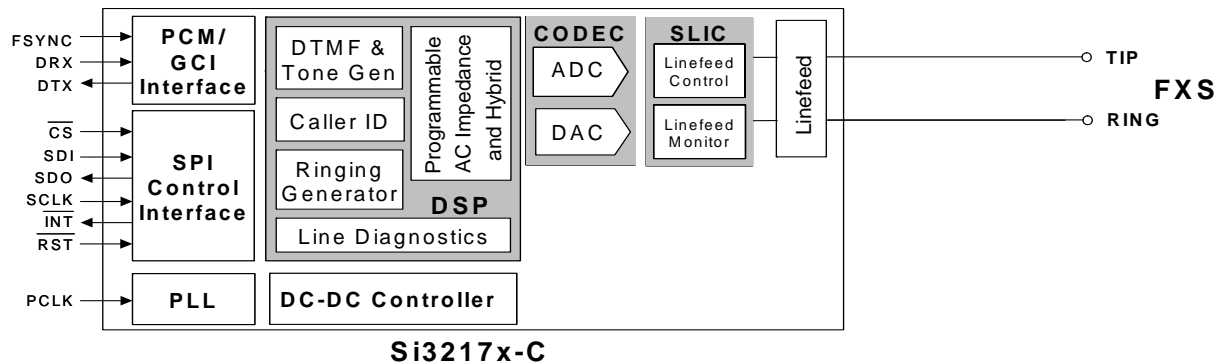 FSYNC
DRX
DTX
PCM/
GCI
Interface
CS
SDI
SDO
SCLK
INT
RST
SPI
Control
Interface
PCLK
PLL
DTMF &
Tone Gen
Caller ID
Ringing
Generator
Programmable
AC Impedance
and Hybrid
DSP
Line Diagnostics
DC-DC Controller
CODEC
ADC
DAC
SLIC
Linefeed
Control
Linefeed
Monitor
Linefeed
TIP
FXS
RING
Si3217x-C